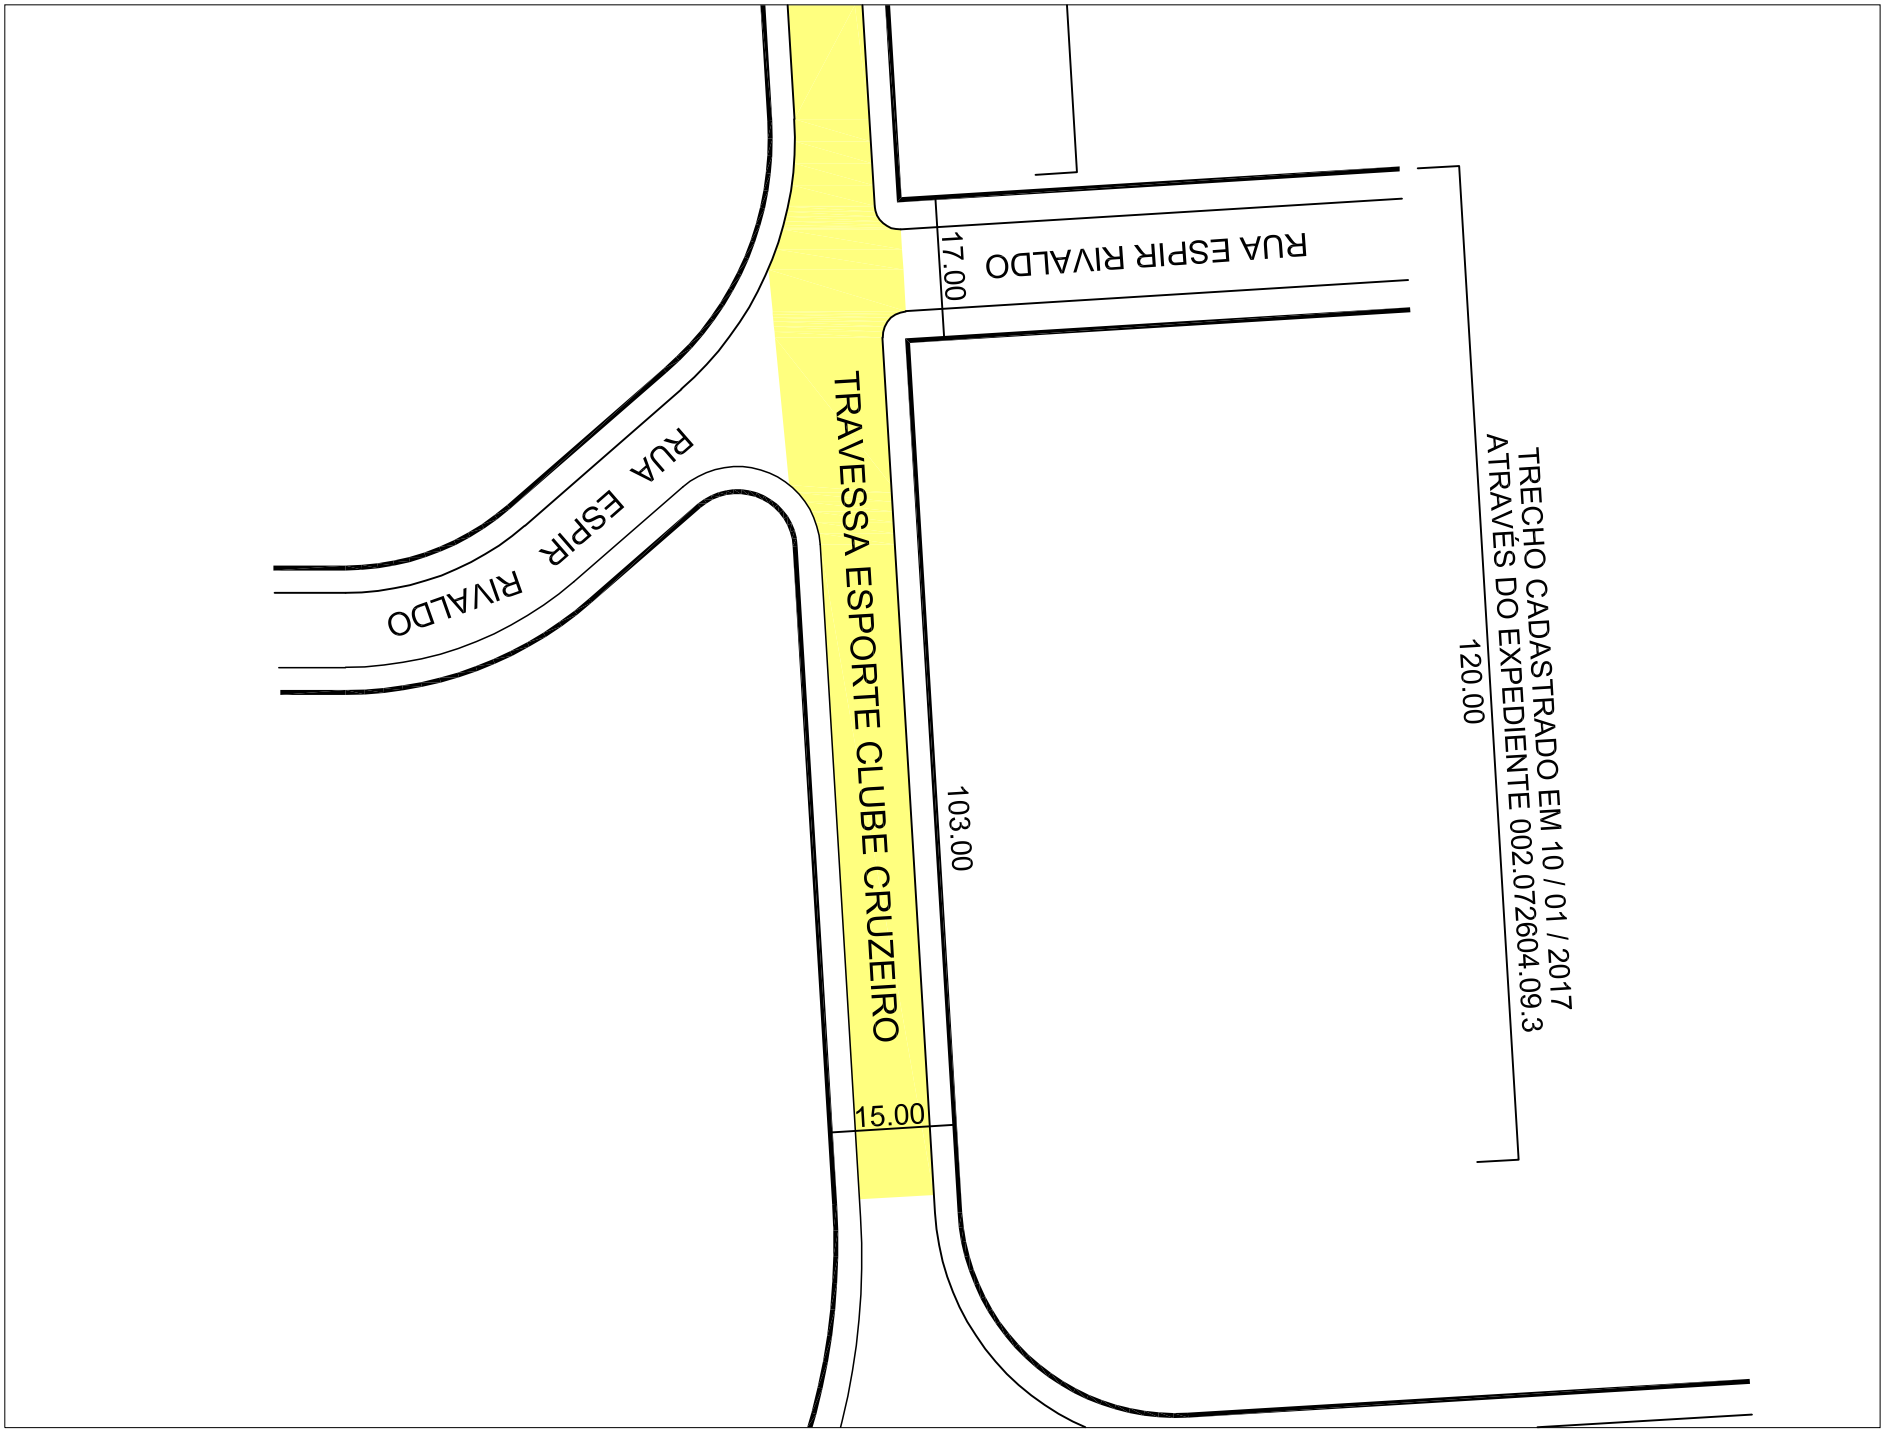 RUA ESPIR RIVALDO
17.00
TRAVESSA ESPORTE CLUBE CRUZEIRO
RUA ESPIR RIVALDO
TRECHO CADASTRADO EM 10 / 01 / 2017
ATRAVÉS DO EXPEDIENTE 002.072604.09.3
120.00
103.00
15.00